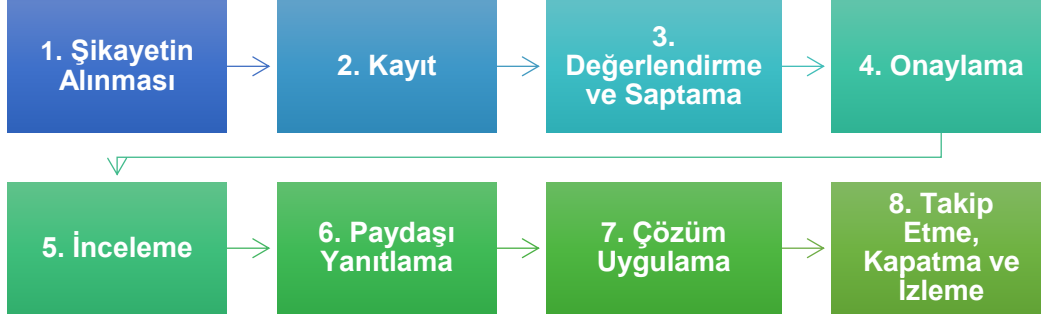 1. Şikayetin
Alınması
2. Kayıt
3.
Değerlendirme
ve Saptama
4. Onaylama
5. İnceleme
6. Paydaşı
Yanıtlama
7. Çözüm
Uygulama
8. Takip
Etme,
Kapatma ve
İzleme